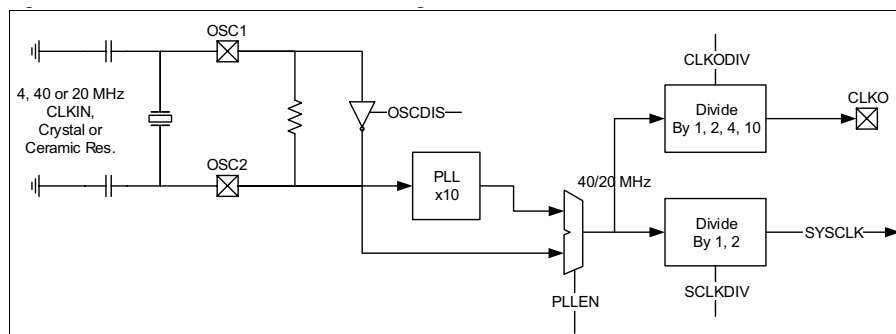 OSC1
4, 40 or 20 MHz
CLKIN,
Crystal or
Ceramic Res.
OSCDIS
OSC2
PLL
x10
40/20 MHz
PLLEN
CLKODIV
Divide
By 1, 2, 4, 10
CLKO
Divide
By 1, 2
SYSCLK
SCLKDIV